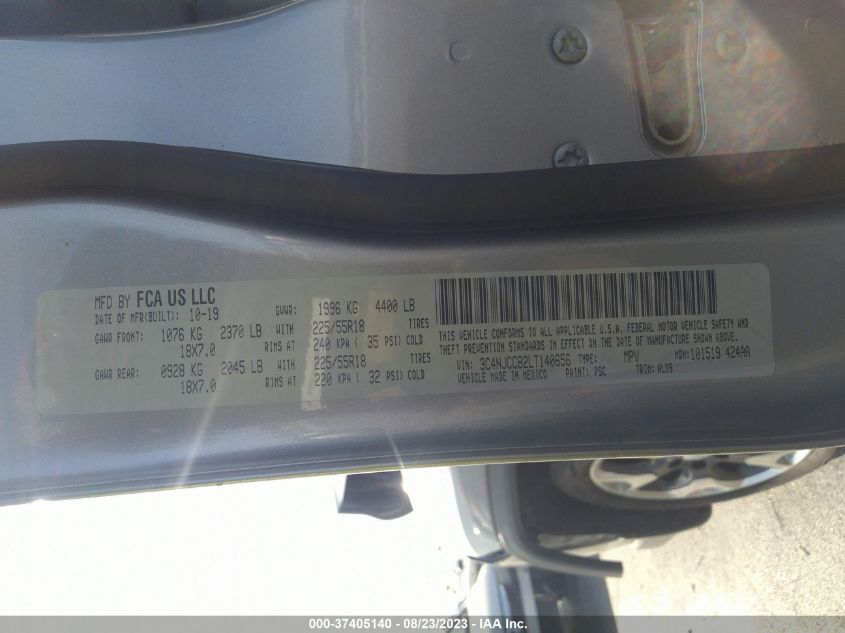 MFD BY FCA US LLC
DATE OF MFR(BUILT): 10-19 GVWR: 1996 KG 4400 LB
GAWR FRONT: 1076 KG 2370 LB WITH 225/55R18 TIRES
18X7.0 RIMS AT 240 KPA ( 35 PSI) COLD
GAWR REAR: 0928 KG 2045 LB WITH 225/55R18 TIRES
18X7.0 RIMS AT 220 KPA ( 32 PSI) COLD
THIS VEHICLE CONFORMS TO ALL APPLICABLE U.S.A. FEDERAL MOTOR VEHICLE SAFETY AND
THEFT PREVENTION STANDARDS IN EFFECT ON THE DATE OF MANUFACTURE SHOWN ABOVE.
VIN: 3C4NJCCB2LT140656 TYPE: MPV MDH: 101519 424AA
VEHICLE MADE IN MEXICO PAINT: PSC TRIM: ALX9
000-37405140 - 08/23/2023 - IAA Inc.